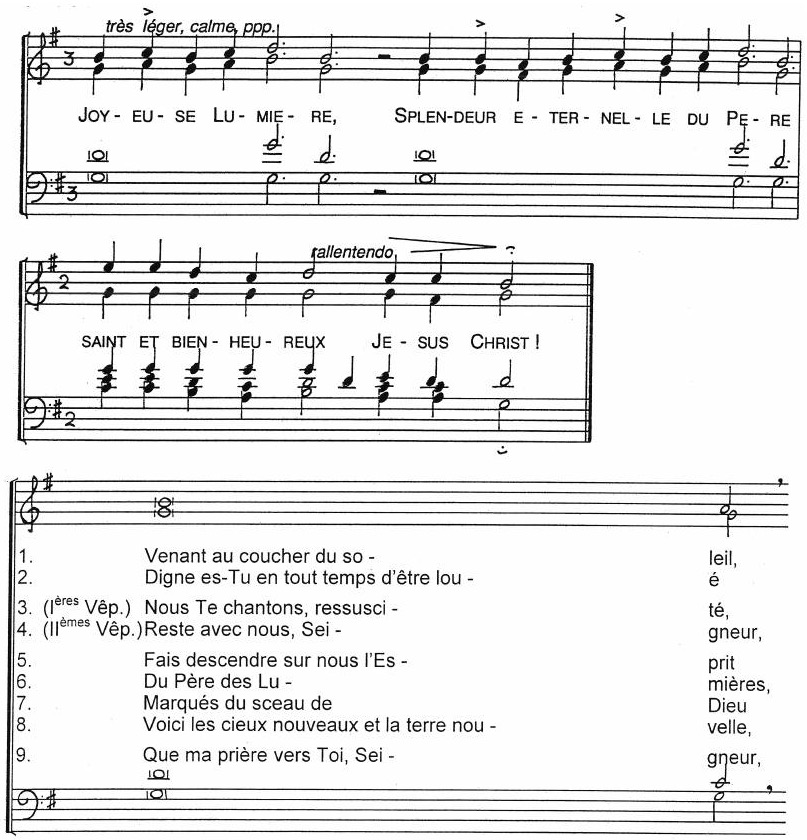 très léger, calme, ppp.
3
JOY - EU - SE LU - MIE - RE, SPLEN-DEUR E - TER - NEL - LE DU PE - RE
3
rallentendo
2
SAINT ET BIEN - HEU - REUX JE - SUS CHRIST !
2
1. Venant au coucher du so - leil,
2. Digne es-Tu en tout temps d'être lou - é
3. (Ières Vêp.) Nous Te chantons, ressusci - té,
4. (IIèmes Vêp.) Reste avec nous, Sei - gneur,
5. Fais descendre sur nous l'Es - prit
6. Du Père des Lu - mières,
7. Marqués du sceau de Dieu
8. Voici les cieux nouveaux et la terre nou - velle,
9. Que ma prière vers Toi, Sei - gneur,